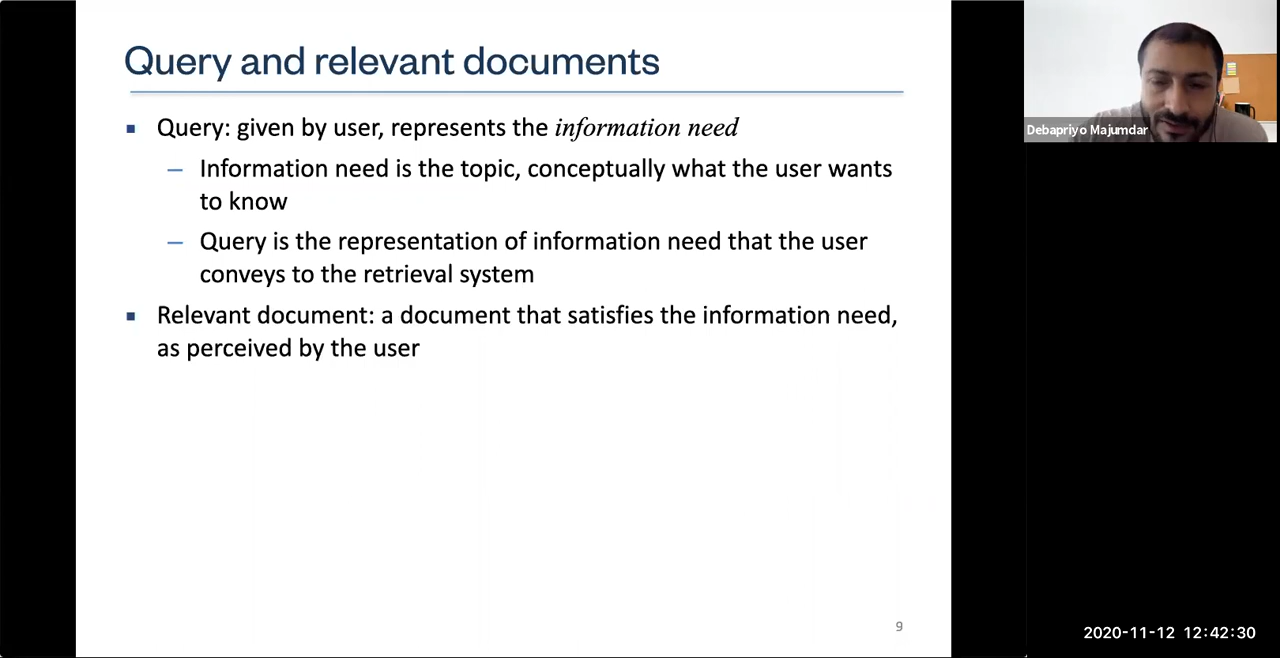 Query and relevant documents
▪ Query: given by user, represents the information need
– Information need is the topic, conceptually what the user wants
to know
– Query is the representation of information need that the user
conveys to the retrieval system
▪ Relevant document: a document that satisfies the information need,
as perceived by the user
9
Debapriyo Majumdar
2020-11-12 12:42:30